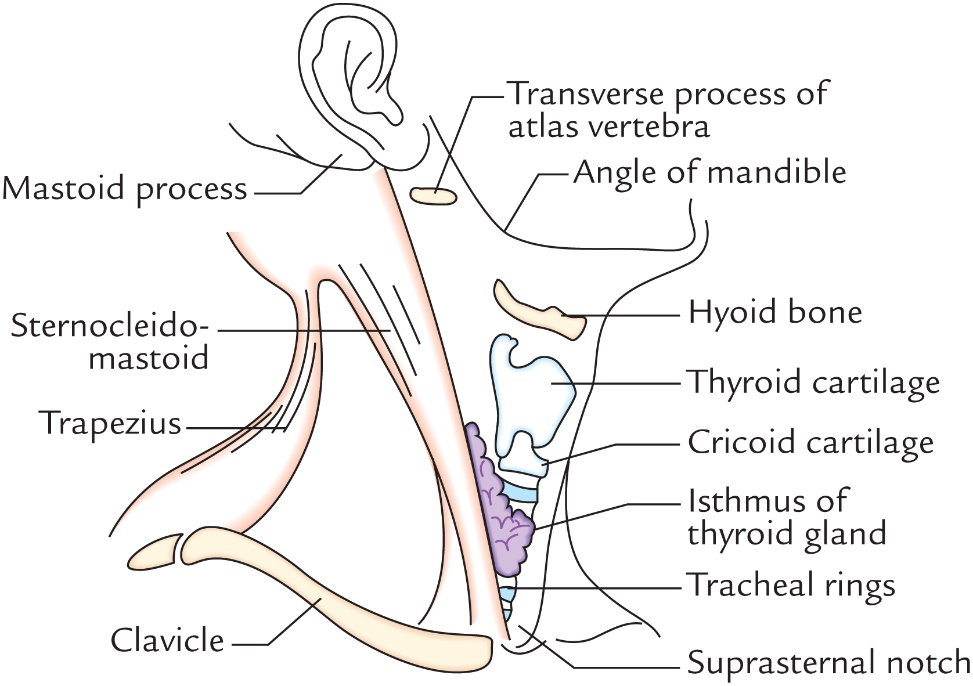 Transverse process of
atlas vertebra
Angle of mandible
Mastoid process
Hyoid bone
Sternocleido-
mastoid
Thyroid cartilage
Trapezius
Cricoid cartilage
Isthmus of
thyroid gland
Tracheal rings
Clavicle
Suprasternal notch